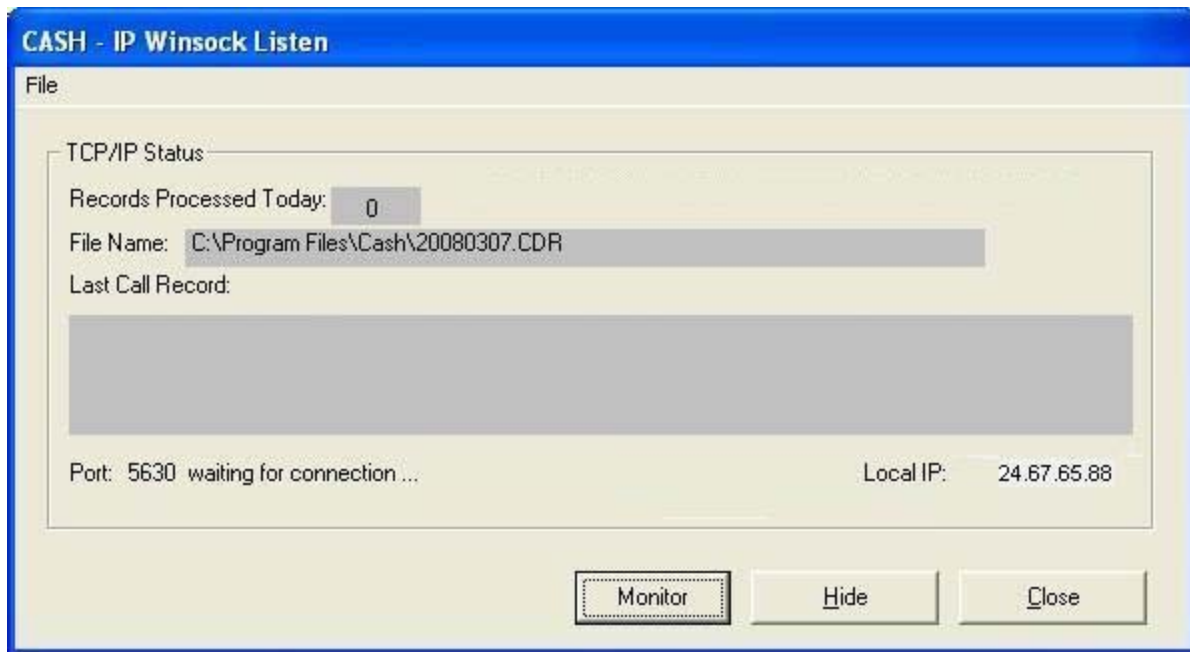 CASH - IP Winsock Listen
File
TCP/IP Status
Records Processed Today: 0
File Name: C:\Program Files\Cash\20080307.CDR
Last Call Record:
Port: 5630 waiting for connection ... Local IP: 24.67.65.88
Monitor Hide Close